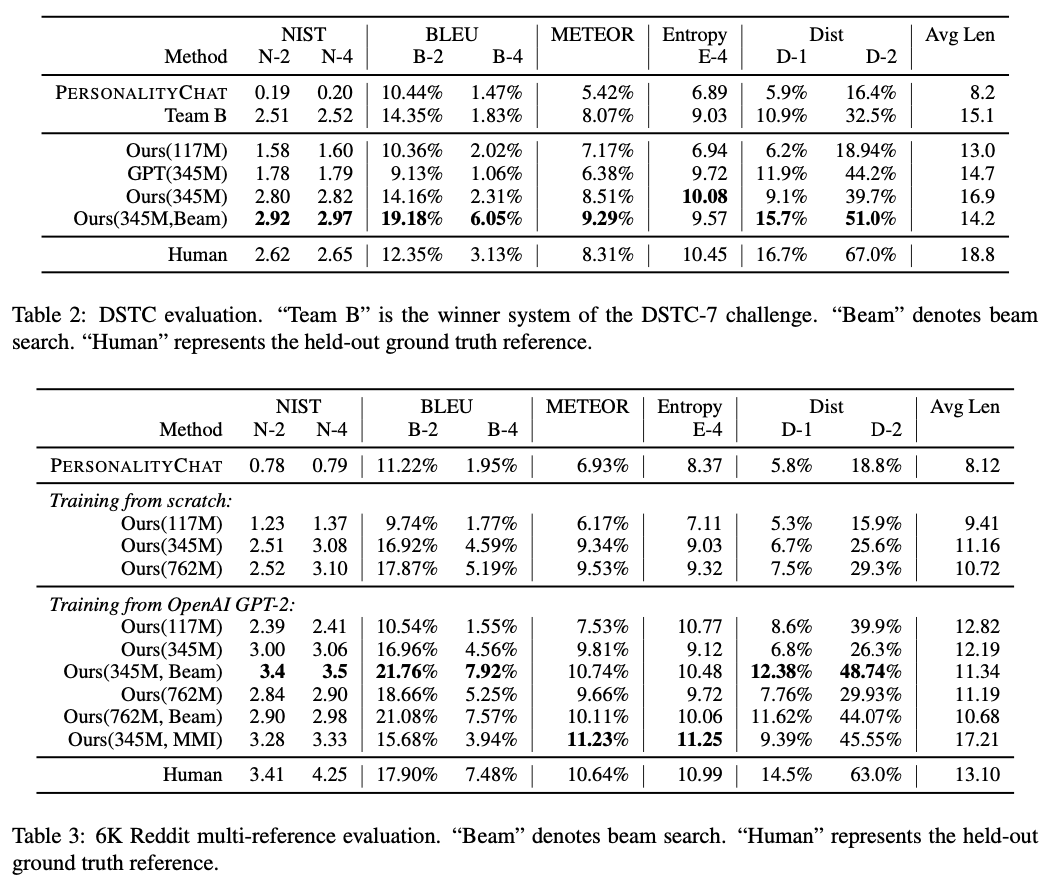 NIST BLEU METEOR Entropy Dist Avg Len
Method N-2 N-4 B-2 B-4 E-4 D-1 D-2
PERSONALITYCHAT 0.19 0.20 10.44% 1.47% 5.42% 6.89 5.9% 16.4% 8.2
Team B 2.51 2.52 14.35% 1.83% 8.07% 9.03 10.9% 32.5% 15.1
Ours(117M) 1.58 1.60 10.36% 2.02% 7.17% 6.94 6.2% 18.94% 13.0
GPT(345M) 1.78 1.79 9.13% 1.06% 6.38% 9.72 11.9% 44.2% 14.7
Ours(345M) 2.80 2.82 14.16% 2.31% 8.51% 10.08 9.1% 39.7% 16.9
Ours(345M,Beam) 2.92 2.97 19.18% 6.05% 9.29% 9.57 15.7% 51.0% 14.2
Human 2.62 2.65 12.35% 3.13% 8.31% 10.45 16.7% 67.0% 18.8
Table 2: DSTC evaluation. “Team B” is the winner system of the DSTC-7 challenge. “Beam” denotes beam
search. “Human” represents the held-out ground truth reference.
NIST BLEU METEOR Entropy Dist Avg Len
Method N-2 N-4 B-2 B-4 E-4 D-1 D-2
PERSONALITYCHAT 0.78 0.79 11.22% 1.95% 6.93% 8.37 5.8% 18.8% 8.12
Training from scratch:
Ours(117M) 1.23 1.37 9.74% 1.77% 6.17% 7.11 5.3% 15.9% 9.41
Ours(345M) 2.51 3.08 16.92% 4.59% 9.34% 9.03 6.7% 25.6% 11.16
Ours(762M) 2.52 3.10 17.87% 5.19% 9.53% 9.32 7.5% 29.3% 10.72
Training from OpenAI GPT-2:
Ours(117M) 2.39 2.41 10.54% 1.55% 7.53% 10.77 8.6% 39.9% 12.82
Ours(345M) 3.00 3.06 16.96% 4.56% 9.81% 9.12 6.8% 26.3% 12.19
Ours(345M, Beam) 3.4 3.5 21.76% 7.92% 10.74% 10.48 12.38% 48.74% 11.34
Ours(762M) 2.84 2.90 18.66% 5.25% 9.66% 9.72 7.76% 29.93% 11.19
Ours(762M, Beam) 2.90 2.98 21.08% 7.57% 10.11% 10.06 11.62% 44.07% 10.68
Ours(345M, MMI) 3.28 3.33 15.68% 3.94% 11.23% 11.25 9.39% 45.55% 17.21
Human 3.41 4.25 17.90% 7.48% 10.64% 10.99 14.5% 63.0% 13.10
Table 3: 6K Reddit multi-reference evaluation. “Beam” denotes beam search. “Human” represents the held-out
ground truth reference.